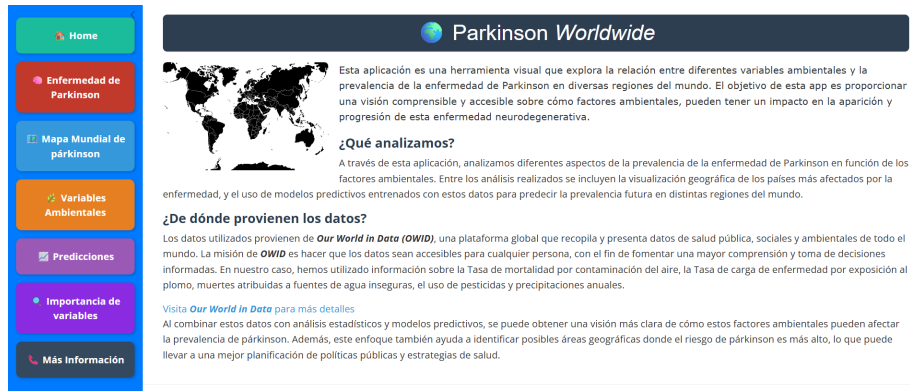 Home
Enfermedad de
Parkinson
Mapa Mundial de
párkinson
Variables
Ambientales
Predicciones
Importancia de
variables
Más Información
Parkinson Worldwide
Esta aplicación es una herramienta visual que explora la relación entre diferentes variables ambientales y la
prevalencia de la enfermedad de Parkinson en diversas regiones del mundo. El objetivo de esta app es proporcionar
una visión comprensible y accesible sobre cómo factores ambientales, pueden tener un impacto en la aparición y
progresión de esta enfermedad neurodegenerativa.
¿Qué analizamos?
A través de esta aplicación, analizamos diferentes aspectos de la prevalencia de la enfermedad de Parkinson en función de los
factores ambientales. Entre los análisis realizados se incluyen la visualización geográfica de los países más afectados por la
enfermedad, y el uso de modelos predictivos entrenados con estos datos para predecir la prevalencia futura en distintas regiones del mundo.
¿De dónde provienen los datos?
Los datos utilizados provienen de Our World in Data (OWID), una plataforma global que recopila y presenta datos de salud pública, sociales y ambientales de todo el
mundo. La misión de OWID es hacer que los datos sean accesibles para cualquier persona, con el fin de fomentar una mayor comprensión y toma de decisiones
informadas. En nuestro caso, hemos utilizado información sobre la Tasa de mortalidad por contaminación del aire, la Tasa de carga de enfermedad por exposición al
plomo, muertes atribuidas a fuentes de agua inseguras, el uso de pesticidas y precipitaciones anuales.
Visita Our World in Data para más detalles
Al combinar estos datos con análisis estadísticos y modelos predictivos, se puede obtener una visión más clara de cómo estos factores ambientales pueden afectar
la prevalencia de párkinson. Además, este enfoque también ayuda a identificar posibles áreas geográficas donde el riesgo de párkinson es más alto, lo que puede
llevar a una mejor planificación de políticas públicas y estrategias de salud.